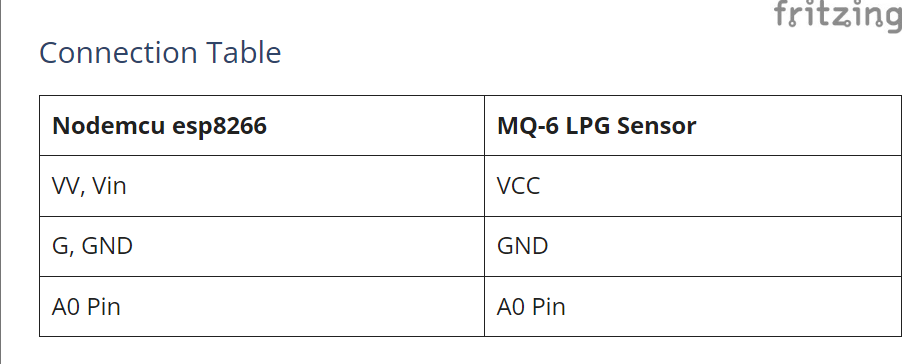 fritzing
Connection Table
Nodemcu esp8266 MQ-6 LPG Sensor
VV, Vin VCC
G, GND GND
A0 Pin A0 Pin